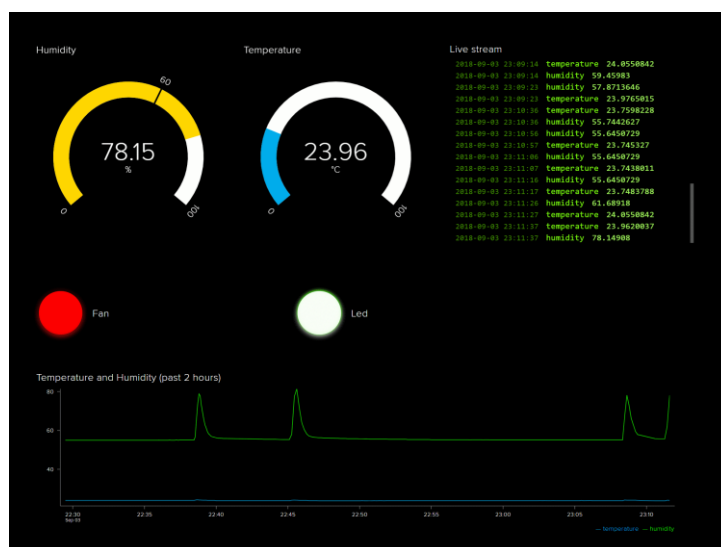 Humidity
60
78.15
%
0
100
Temperature
23.96
°C
0
100
Live stream
2018-09-03 23:09:14 temperature 24.0550842
2018-09-03 23:09:14 humidity 59.45983
2018-09-03 23:09:23 humidity 57.8713646
2018-09-03 23:09:23 temperature 23.9765015
2018-09-03 23:10:36 temperature 23.7598228
2018-09-03 23:10:36 humidity 55.7442627
2018-09-03 23:10:56 humidity 55.6450729
2018-09-03 23:10:57 temperature 23.745327
2018-09-03 23:11:06 humidity 55.6450729
2018-09-03 23:11:07 temperature 23.7438011
2018-09-03 23:11:16 humidity 55.6450729
2018-09-03 23:11:17 temperature 23.7483788
2018-09-03 23:11:26 humidity 61.68918
2018-09-03 23:11:27 temperature 24.0550842
2018-09-03 23:11:37 temperature 23.9620037
2018-09-03 23:11:37 humidity 78.14908
Fan
Led
Temperature and Humidity (past 2 hours)
80
60
40
22:30 22:35 22:40 22:45 22:50 22:55 23:00 23:05 23:10
Sep 03
temperature humidity